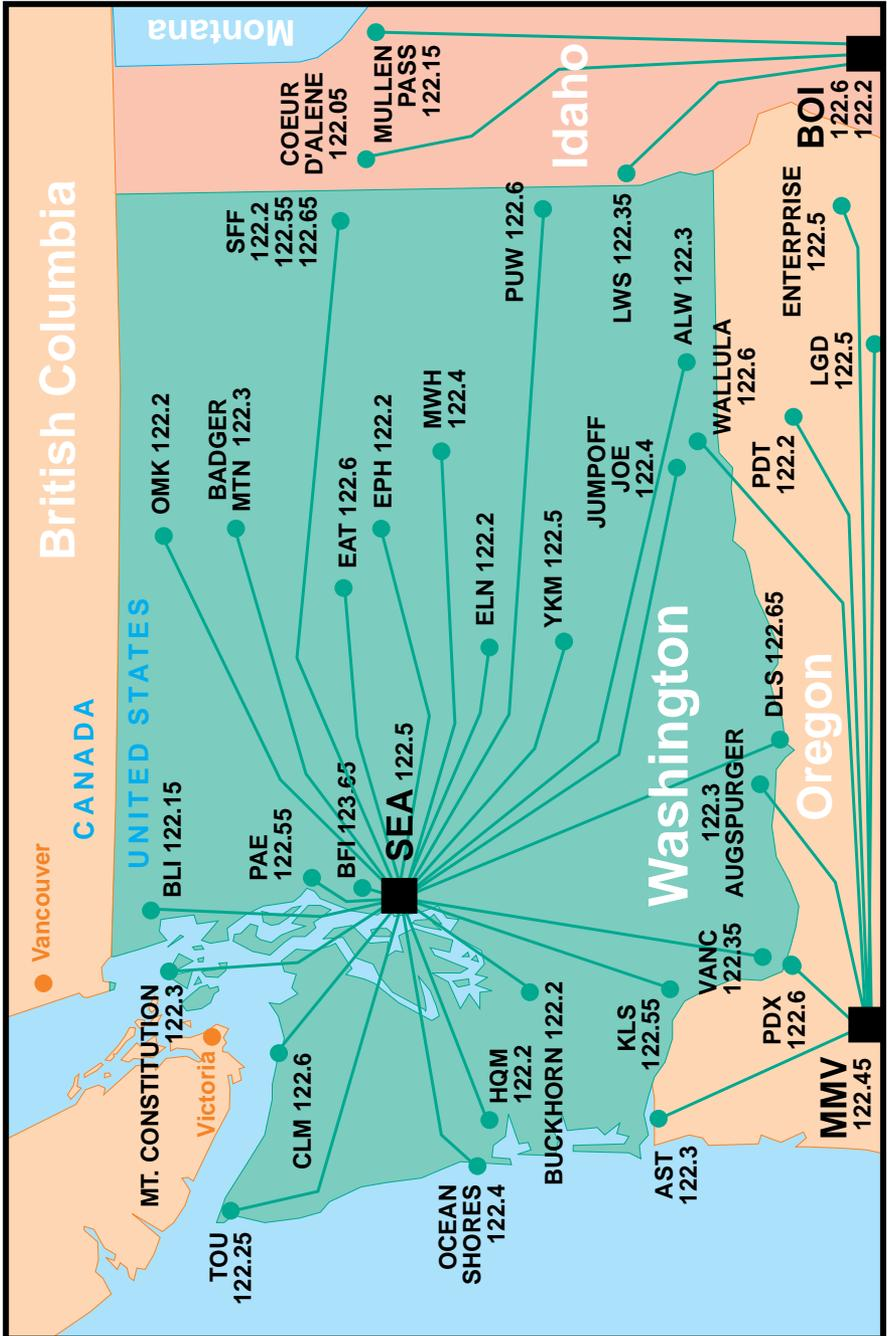 British Columbia
Vancouver
CANADA
UNITED STATES
Montana
Idaho
Washington
Oregon
Victoria
MT. CONSTITUTION
122.3
BLI 122.15
OMK 122.2
BADGER
MTN 122.3
SFF
122.2
122.55
122.65
COEUR
D'ALENE
122.05
MULLEN
PASS
122.15
TOU
122.25
CLM 122.6
PAE
122.55
BFI 123.65
SEA 122.5
EAT 122.6
EPH 122.2
MWH
122.4
ELN 122.2
PUW 122.6
OCEAN
SHORES
122.4
HQM
122.2
BUCKHORN 122.2
YKM 122.5
JUMPOFF
JOE
122.4
LWS 122.35
ALW 122.3
WALLULA
122.6
AST
122.3
KLS
122.55
VANC
122.35
122.3
AUGSPURGER
DLS 122.65
PDT
122.2
LGD
122.5
ENTERPRISE
122.5
BOI
122.6
122.2
PDX
122.6
MMV
122.45